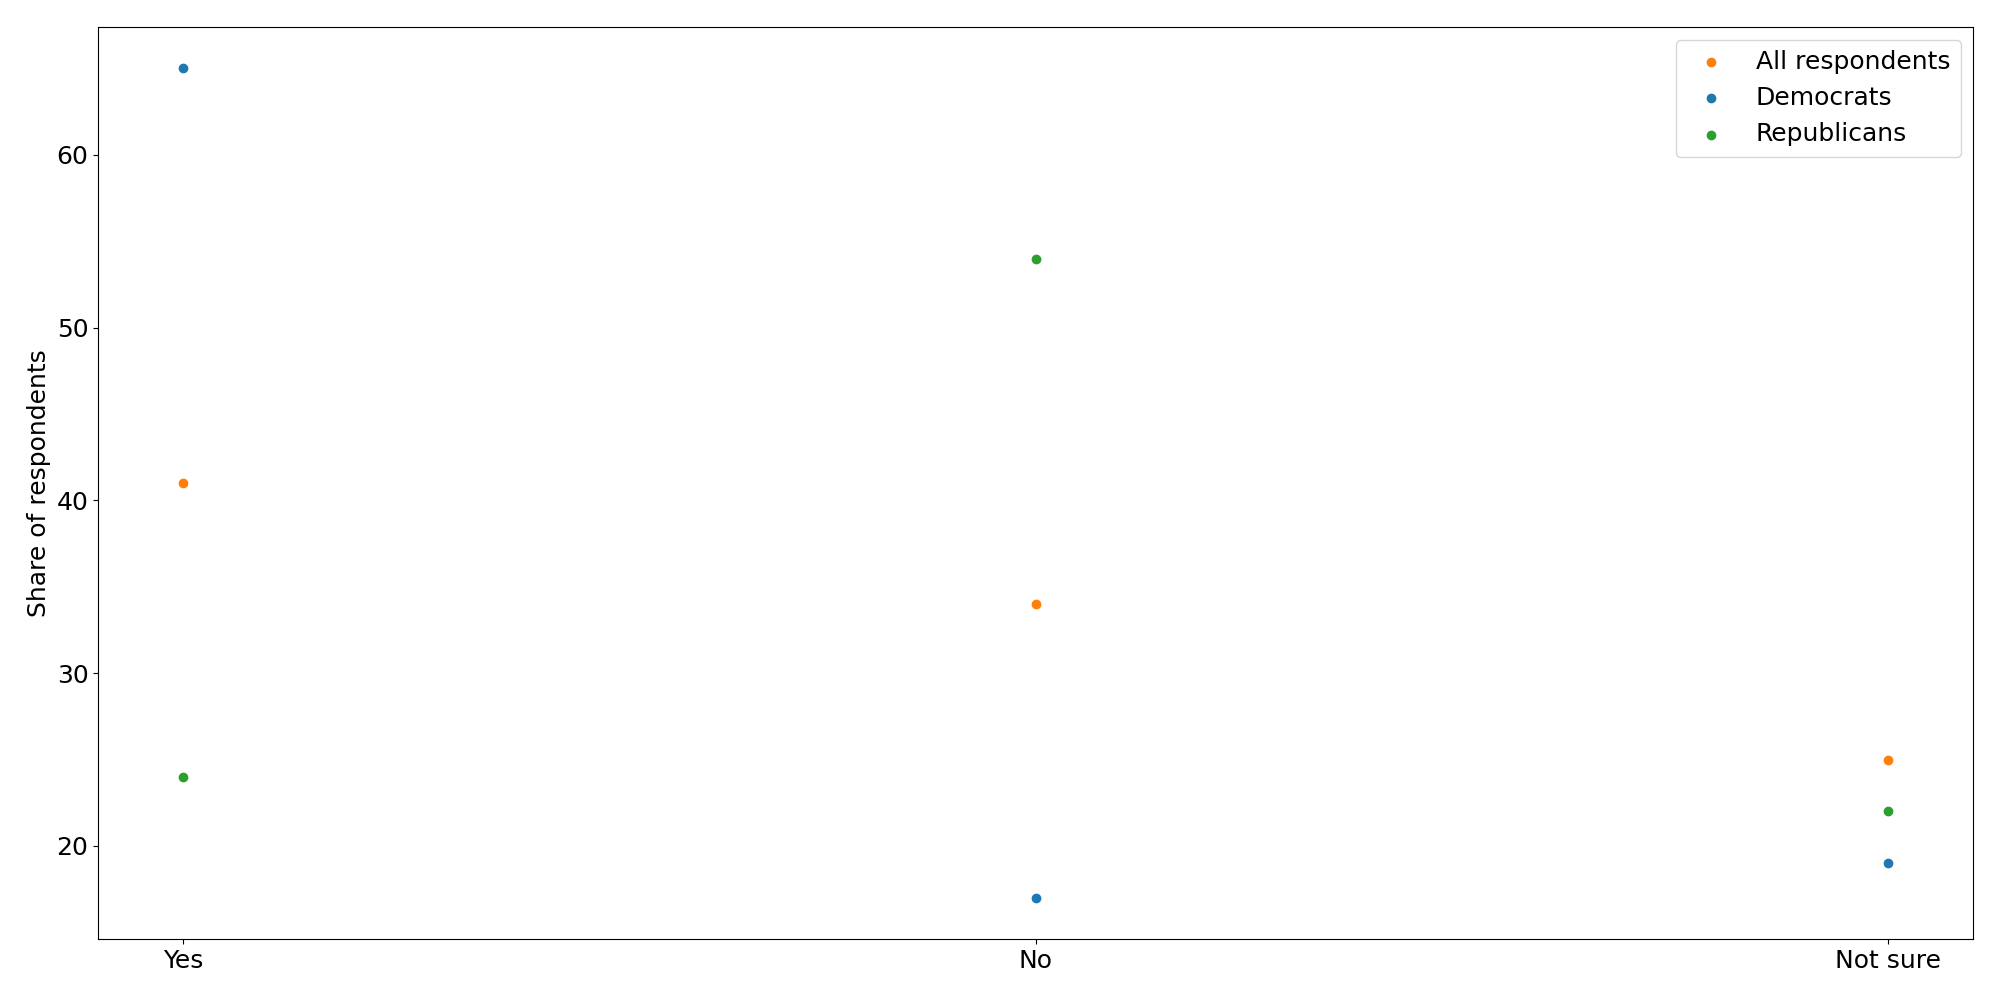 All respondents
Democrats
Republicans
Share of respondents
60
50
40
30
20
Yes
No
Not sure